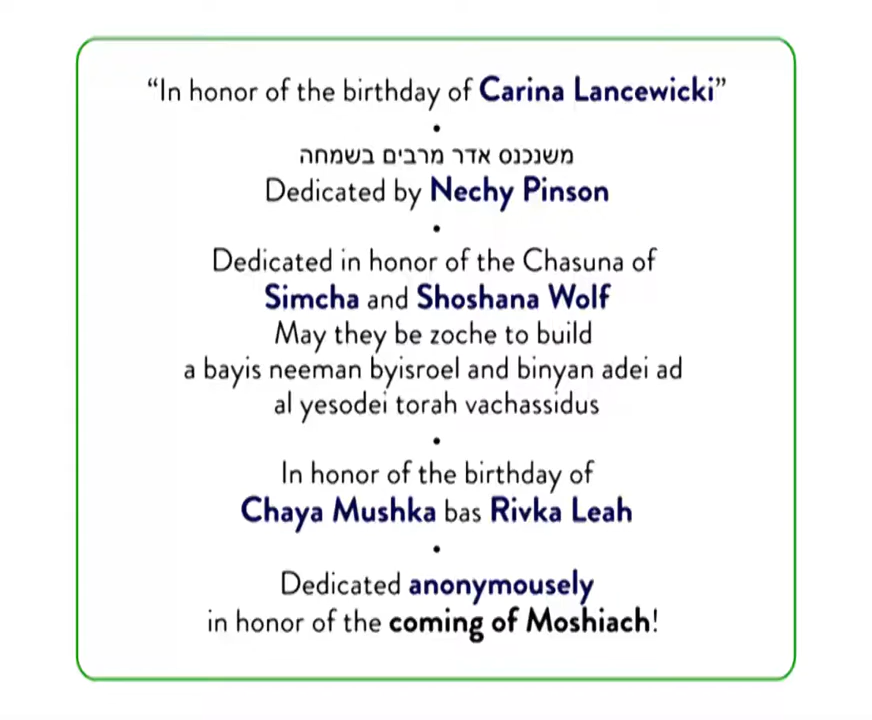 “In honor of the birthday of Carina Lancewicki”
•
משנכנס אדר מרבים בשמחה
Dedicated by Nechy Pinson
•
Dedicated in honor of the Chasuna of
Simcha and Shoshana Wolf
May they be zoche to build
a bayis neeman byisroel and binyan adei ad
al yesodei torah vachassidus
•
In honor of the birthday of
Chaya Mushka bas Rivka Leah
•
Dedicated anonymousely
in honor of the coming of Moshiach!